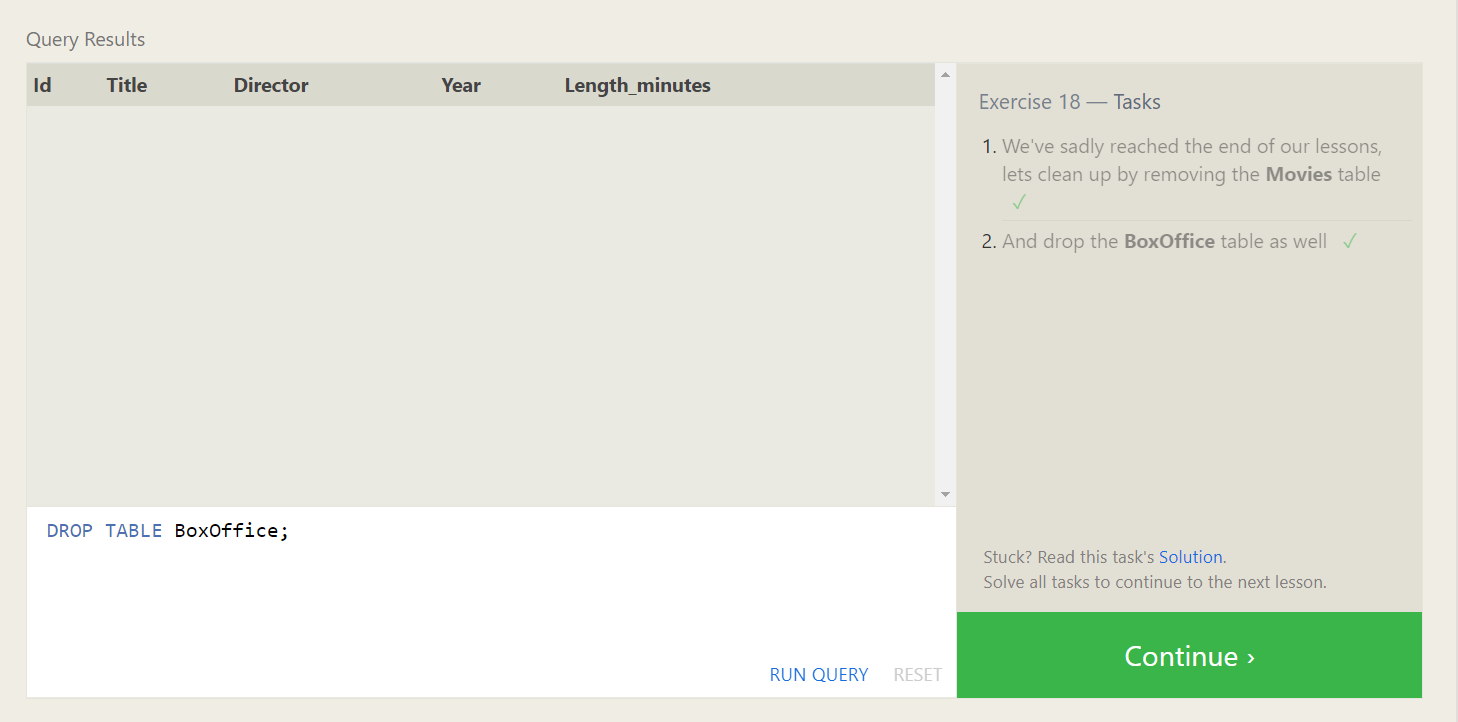 Query Results
Id Title Director Year Length_minutes
DROP TABLE BoxOffice;
RUN QUERY RESET
Exercise 18 — Tasks
1. We've sadly reached the end of our lessons,
lets clean up by removing the Movies table
✓
2. And drop the BoxOffice table as well ✓
Stuck? Read this task's Solution.
Solve all tasks to continue to the next lesson.
Continue ›